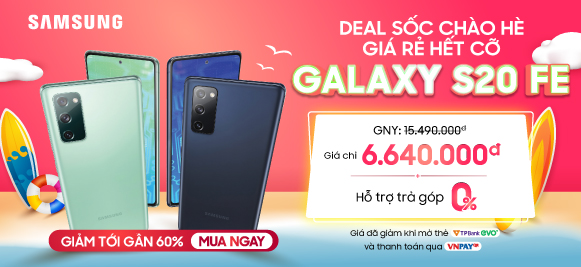 SAMSUNG
DEAL SỐC CHÀO HÈ
GIÁ RẺ HẾT CỠ
GALAXY S20 FE
GNY: 15.490.000đ
Giá chỉ 6.640.000đ
Hỗ trợ trả góp 0%
GIẢM TỚI GẦN 60% MUA NGAY
Giá đã giảm khi mở thẻ TPBank EVO
và thanh toán qua VNPAY
SAMSUNG